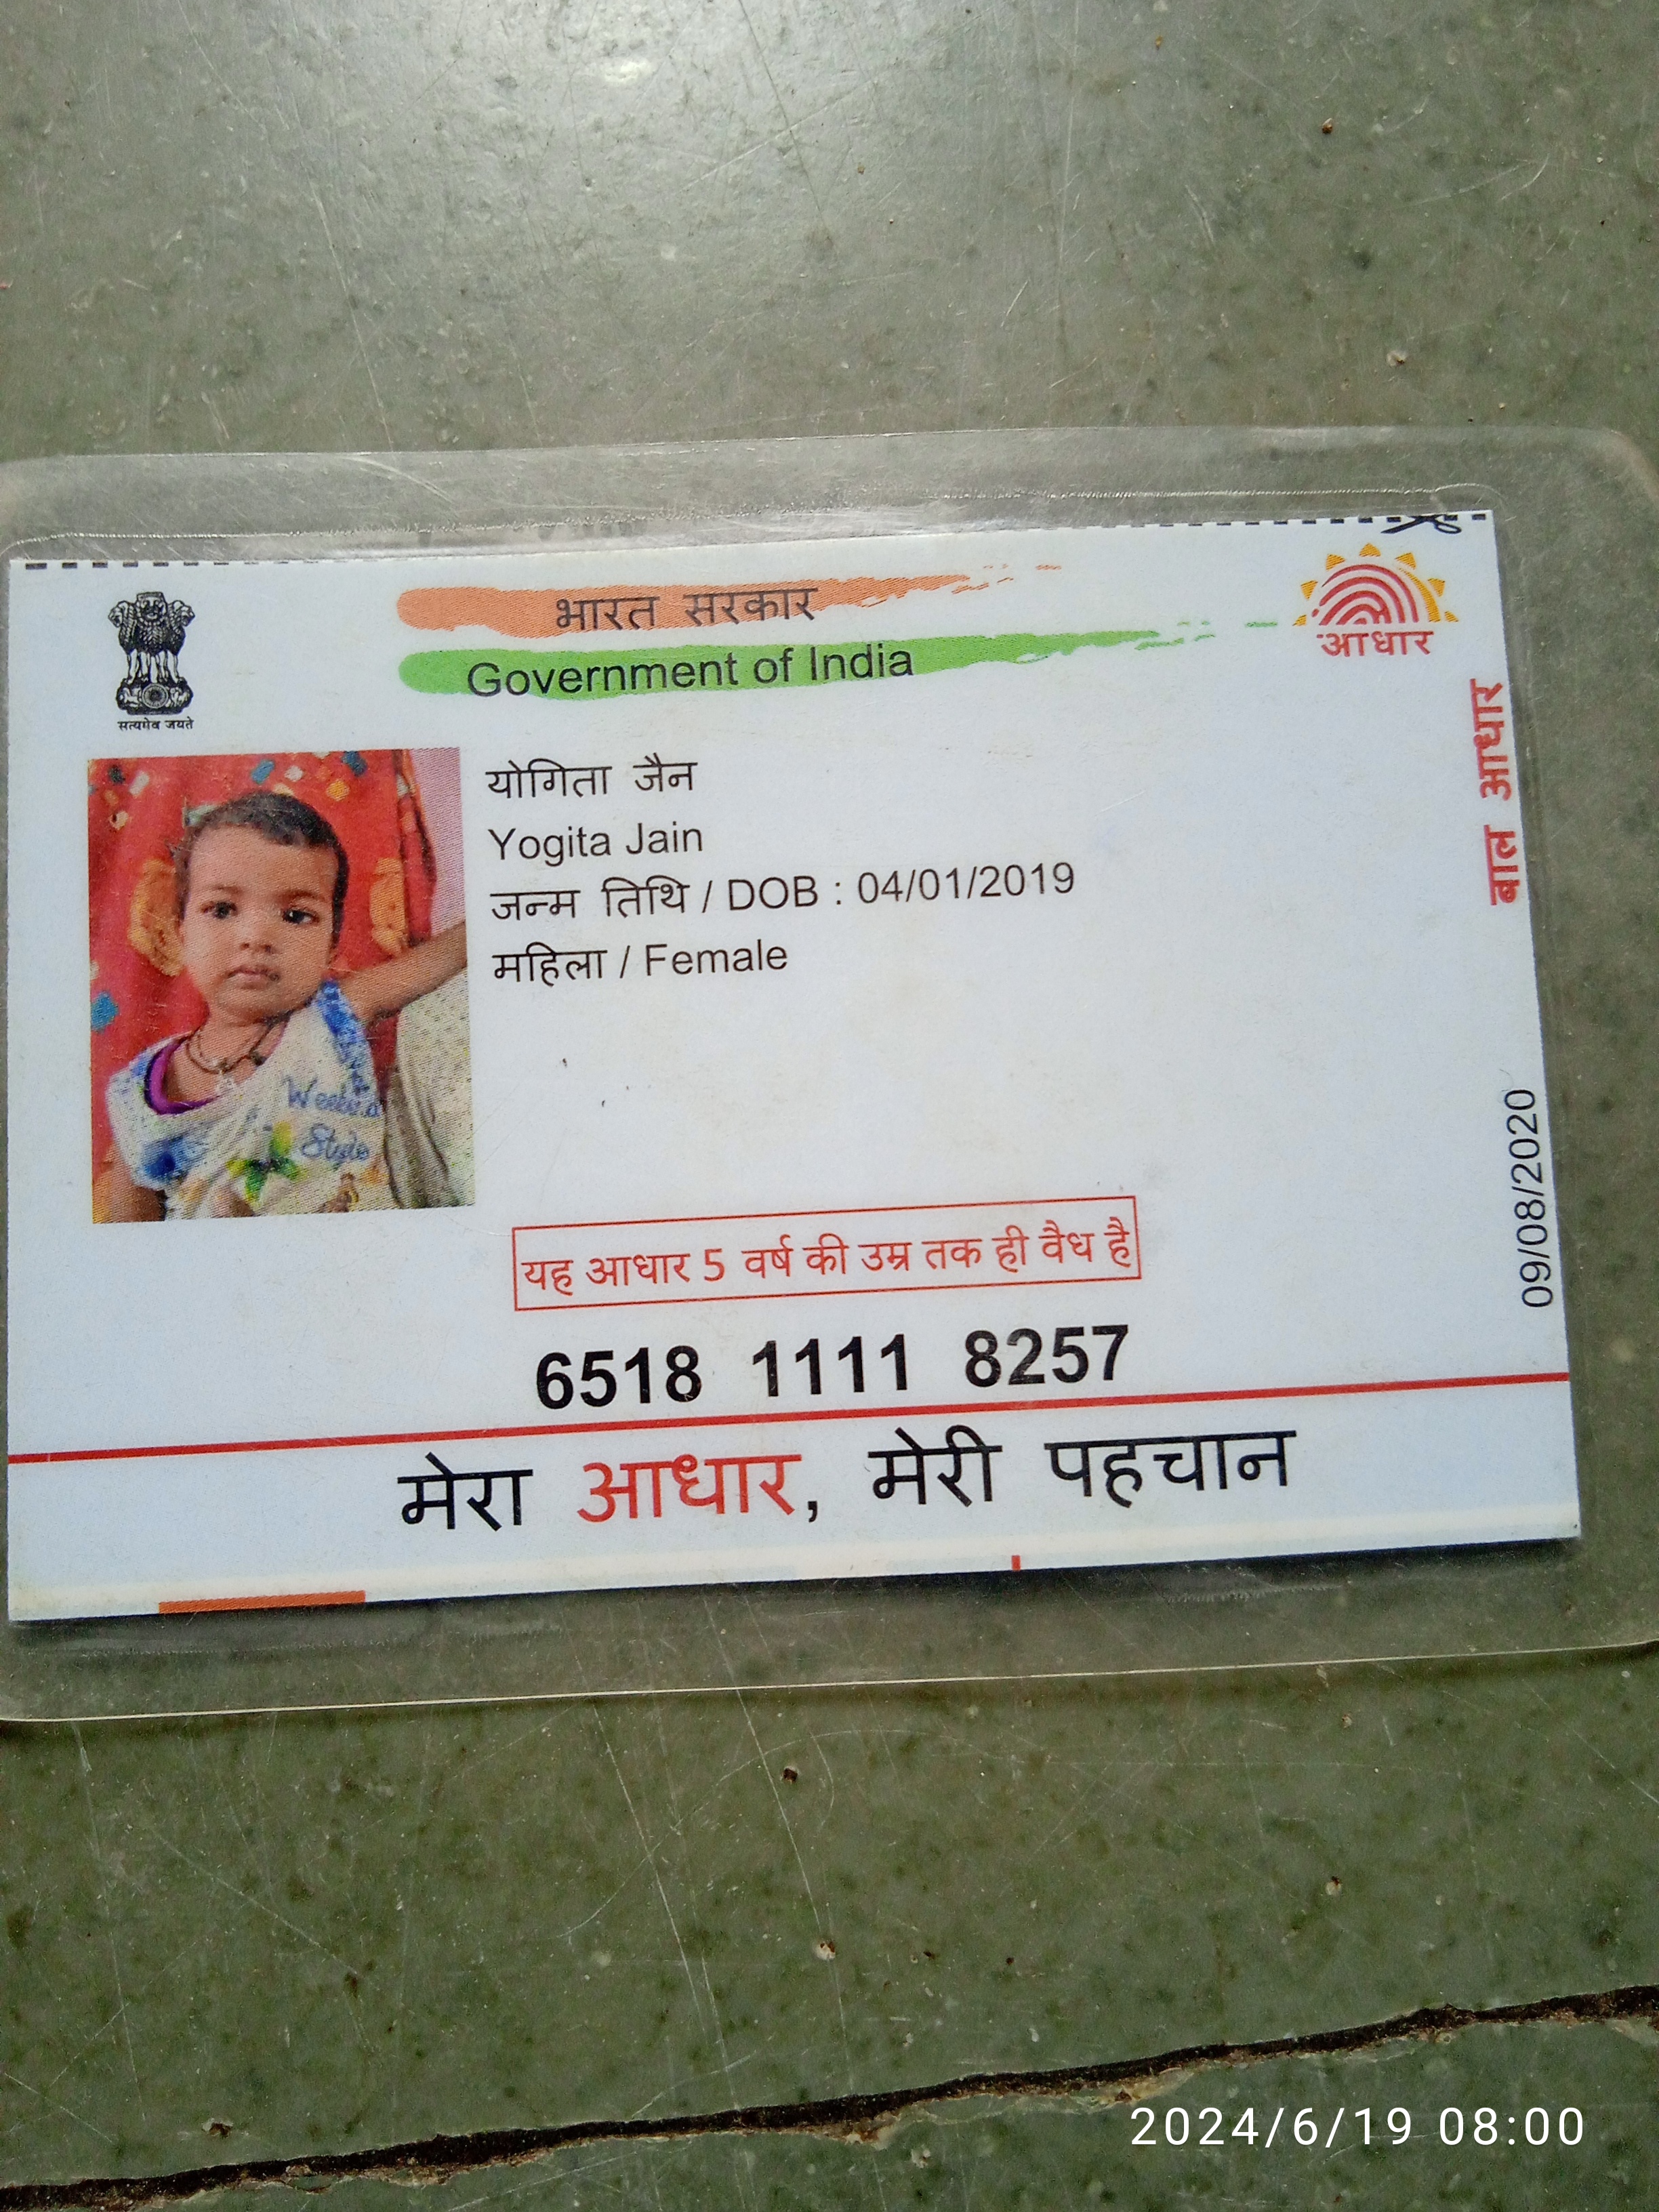 भारत सरकार
Government of India
आधार
सत्यमेव जयते
योगिता जैन
Yogita Jain
जन्म तिथि / DOB : 04/01/2019
महिला / Female
बाल आधार
09/08/2020
Style
यह आधार 5 वर्ष की उम्र तक ही वैध है
6518 1111 8257
मेरा आधार, मेरी पहचान
2024/6/19 08:00